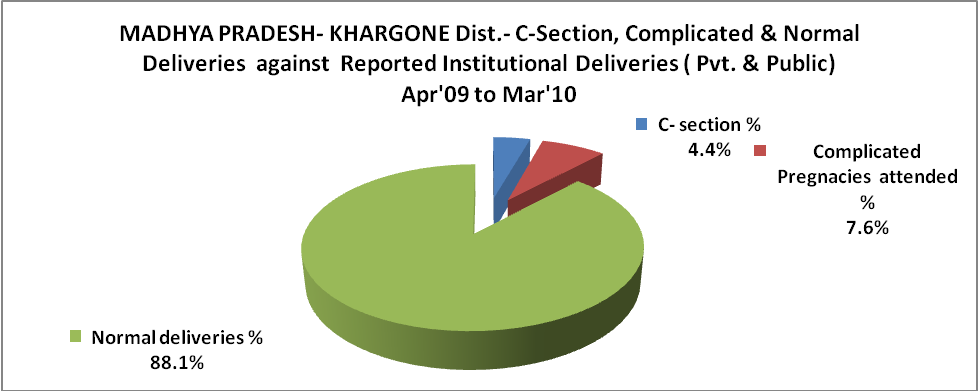 MADHYA PRADESH- KHARGONE Dist.- C-Section, Complicated & Normal
Deliveries against Reported Institutional Deliveries ( Pvt. & Public)
Apr'09 to Mar'10
C- section %
4.4%
Complicated
Pregnacies attended
%
7.6%
Normal deliveries %
88.1%